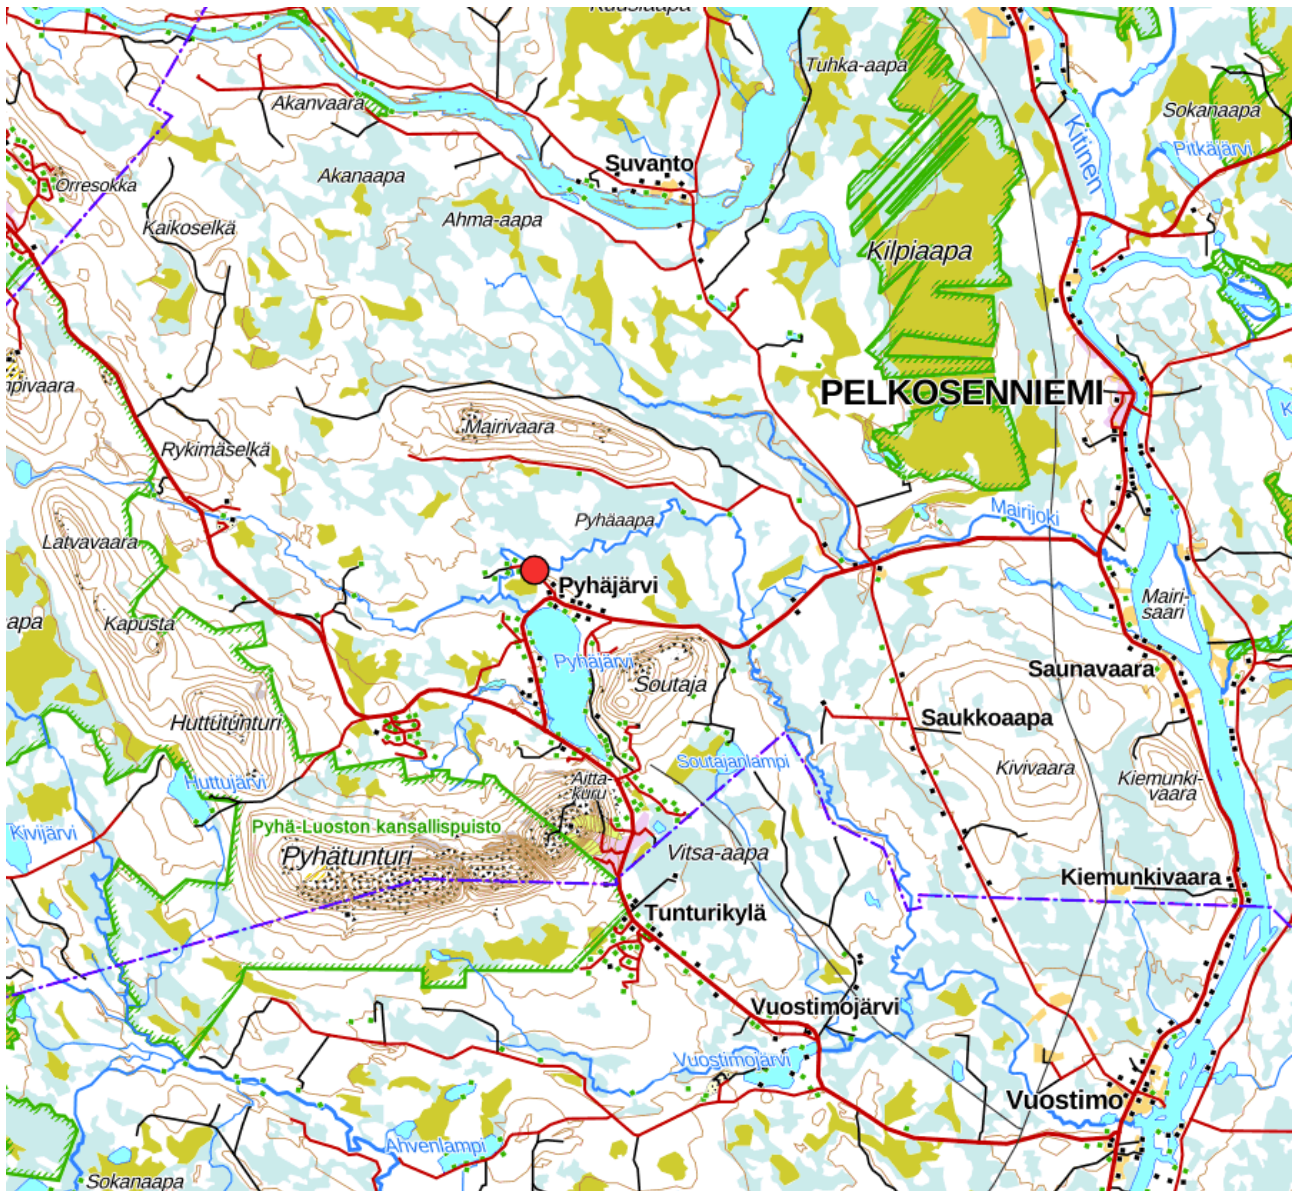 Tuhka-aapa
Akanvaara
Sokanaapa
Kitinen
Pitkäjärvi
Suvanto
Akanaapa
Orresokka
Ahma-aapa
Kaikoselkä
Kilpiaapa
PELKOSENNIEMI
Mairivaara
Rykimäselkä
Pyhäaapa
Mairijoki
Latvavaara
Pyhäjärvi
Mairi-
saari
Kapusta
apa
Pyhäjärvi
Saunavaara
Soutaja
Huttutunturi
Saukkoaapa
Soutajanlampi
Kivivaara
Kiemunki-
vaara
Aitta-
kuru
Huttujärvi
Kivijärvi
Pyhä-Luoston kansallispuisto
Pyhätunturi
Vitsa-aapa
Kiemunkivaara
Tunturikylä
Vuostimojärvi
Vuostimojärvi
Vuostimo
Ahvenlampi
Sokanaapa